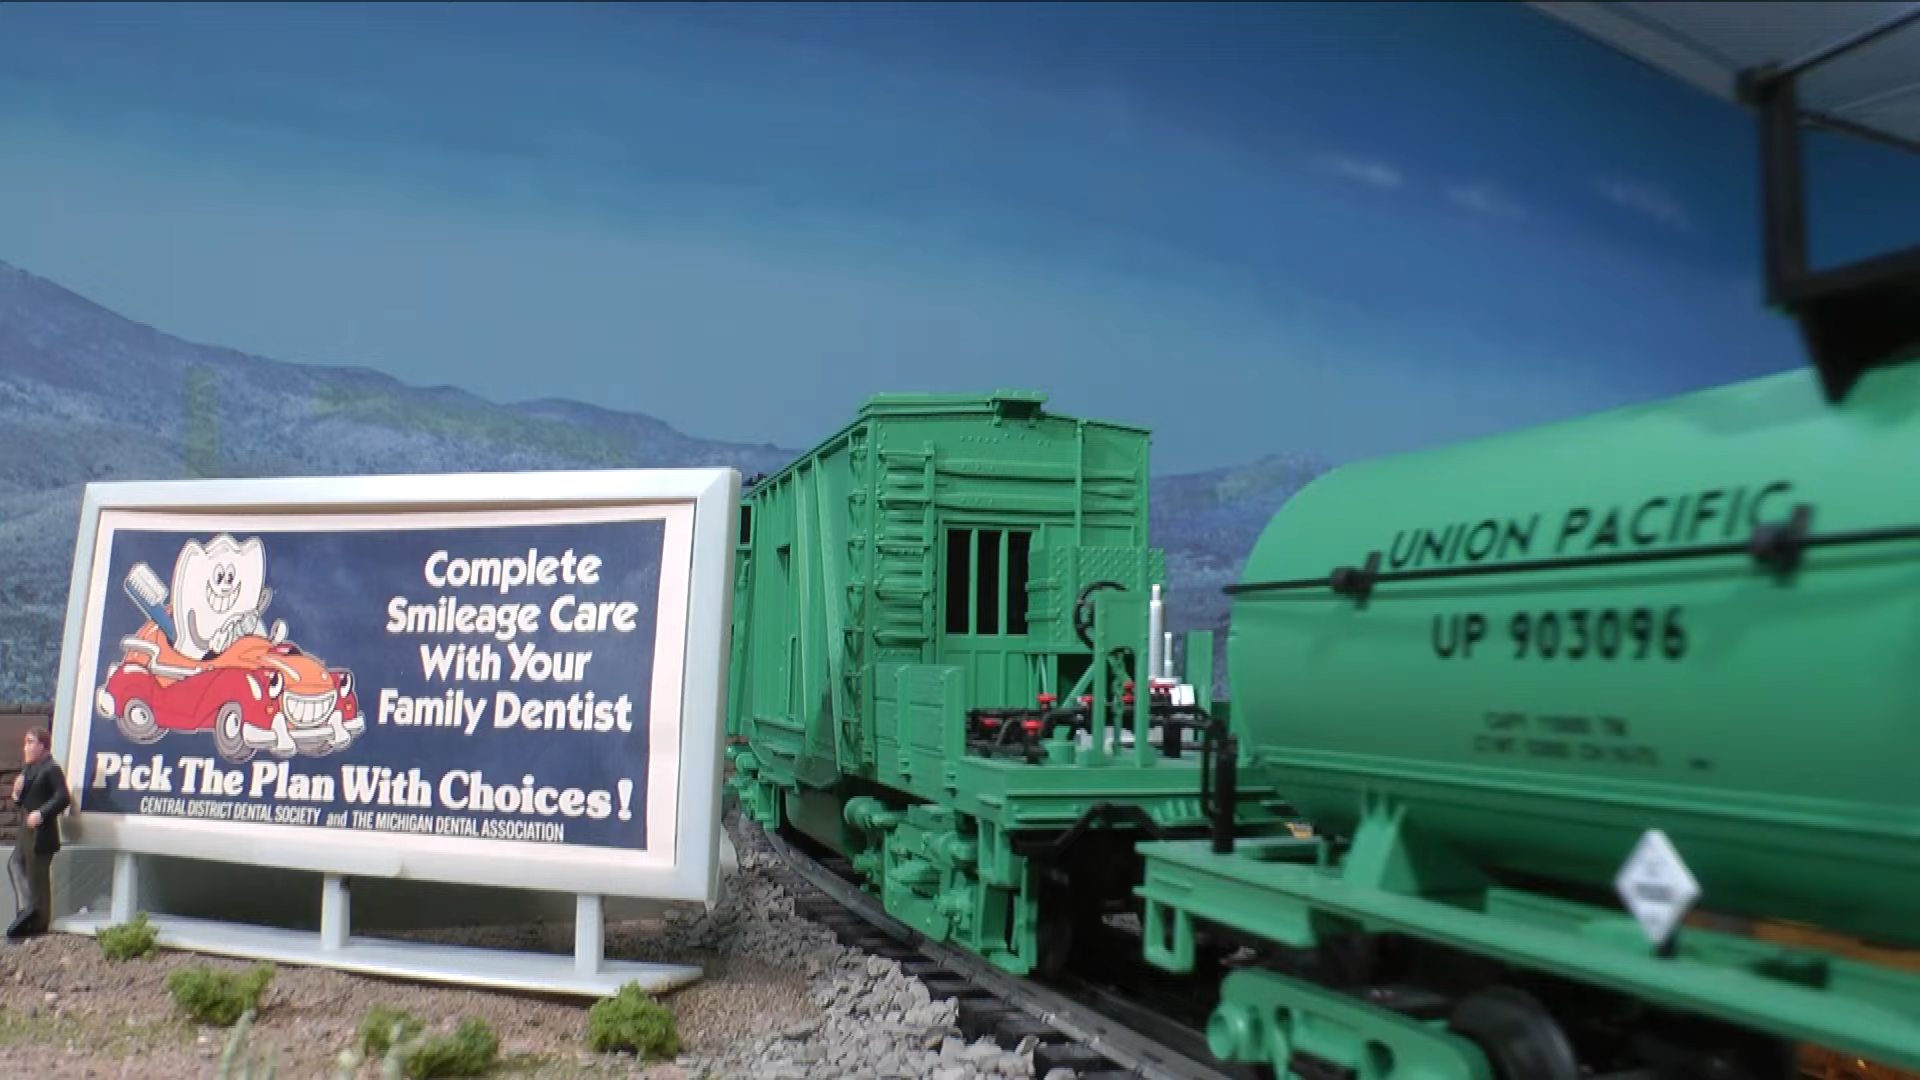 Complete
Smileage Care
With Your
Family Dentist
Pick The Plan With Choices!
CENTRAL DISTRICT DENTAL SOCIETY and THE MICHIGAN DENTAL ASSOCIATION
UNION PACIFIC
UP 903096